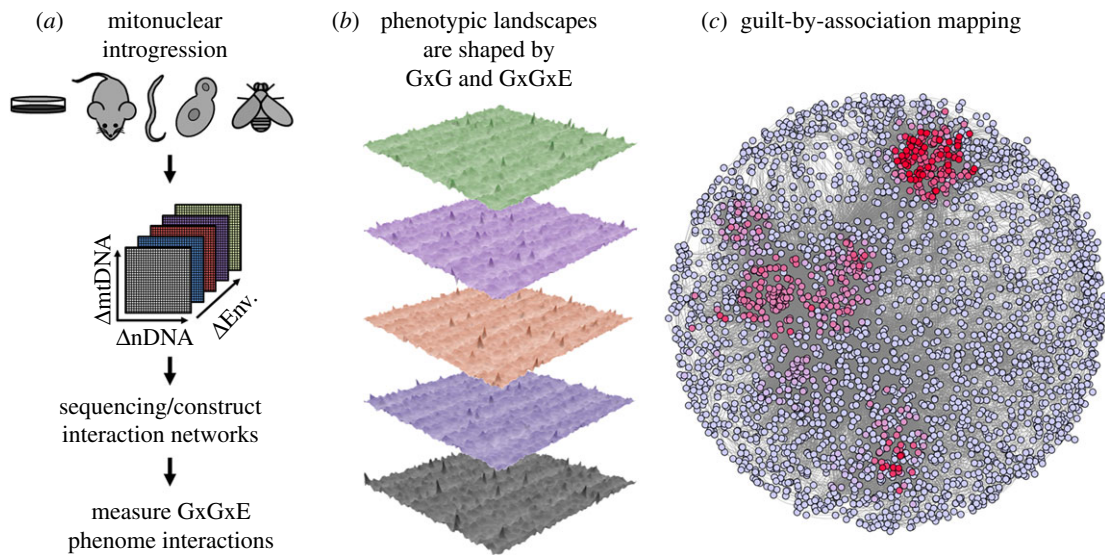 (a) mitonuclear
introgression
ΔmtDNA
ΔnDNA
ΔEnv.
sequencing/construct
interaction networks
measure GxGxE
phenome interactions
(b) phenotypic landscapes
are shaped by
GxG and GxGxE
(c) guilt-by-association mapping